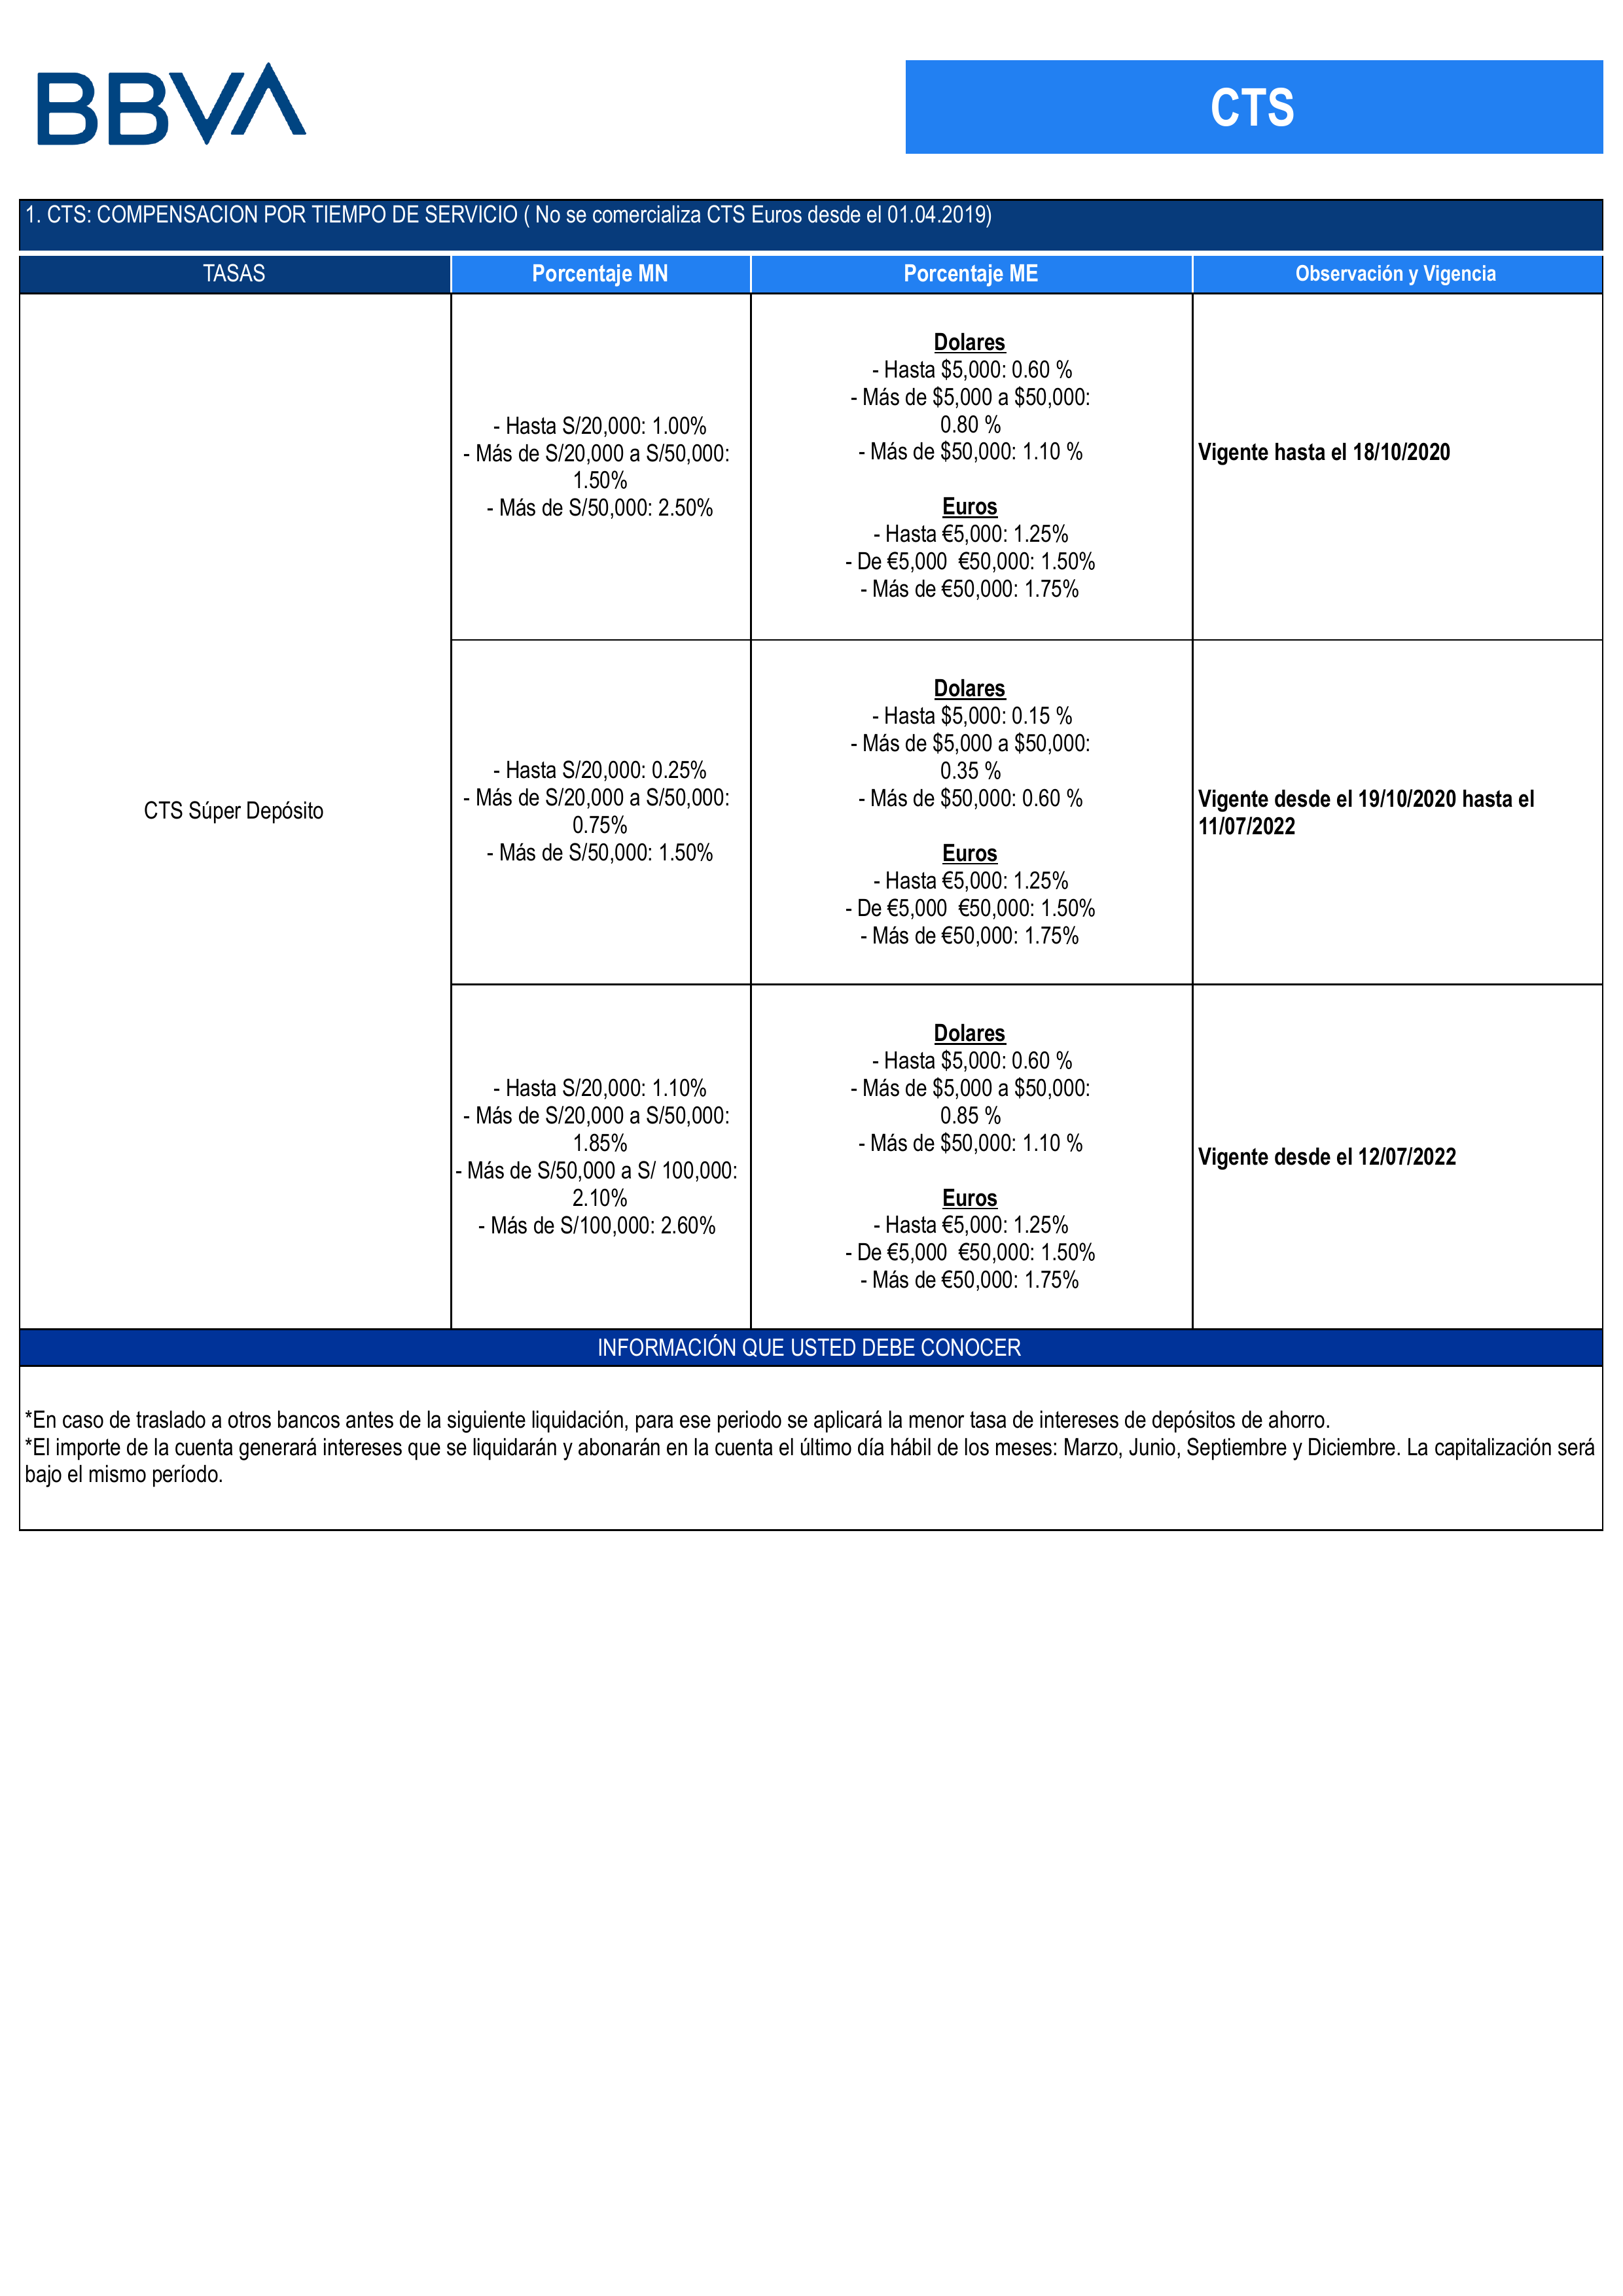 BBVA
CTS
1. CTS: COMPENSACION POR TIEMPO DE SERVICIO ( No se comercializa CTS Euros desde el 01.04.2019)
TASAS
Porcentaje MN
Porcentaje ME
Observación y Vigencia
CTS Súper Depósito
- Hasta S/20,000: 1.00%
- Más de S/20,000 a S/50,000:
1.50%
- Más de S/50,000: 2.50%
Dolares
- Hasta $5,000: 0.60 %
- Más de $5,000 a $50,000:
0.80 %
- Más de $50,000: 1.10 %
Euros
- Hasta €5,000: 1.25%
- De €5,000  €50,000: 1.50%
- Más de €50,000: 1.75%
Vigente hasta el 18/10/2020
- Hasta S/20,000: 0.25%
- Más de S/20,000 a S/50,000:
0.75%
- Más de S/50,000: 1.50%
Dolares
- Hasta $5,000: 0.15 %
- Más de $5,000 a $50,000:
0.35 %
- Más de $50,000: 0.60 %
Euros
- Hasta €5,000: 1.25%
- De €5,000  €50,000: 1.50%
- Más de €50,000: 1.75%
Vigente desde el 19/10/2020 hasta el
11/07/2022
- Hasta S/20,000: 1.10%
- Más de S/20,000 a S/50,000:
1.85%
- Más de S/50,000 a S/ 100,000:
2.10%
- Más de S/100,000: 2.60%
Dolares
- Hasta $5,000: 0.60 %
- Más de $5,000 a $50,000:
0.85 %
- Más de $50,000: 1.10 %
Euros
- Hasta €5,000: 1.25%
- De €5,000  €50,000: 1.50%
- Más de €50,000: 1.75%
Vigente desde el 12/07/2022
INFORMACIÓN QUE USTED DEBE CONOCER
*En caso de traslado a otros bancos antes de la siguiente liquidación, para ese periodo se aplicará la menor tasa de intereses de depósitos de ahorro.
*El importe de la cuenta generará intereses que se liquidarán y abonarán en la cuenta el último día hábil de los meses: Marzo, Junio, Septiembre y Diciembre. La capitalización será
bajo el mismo período.